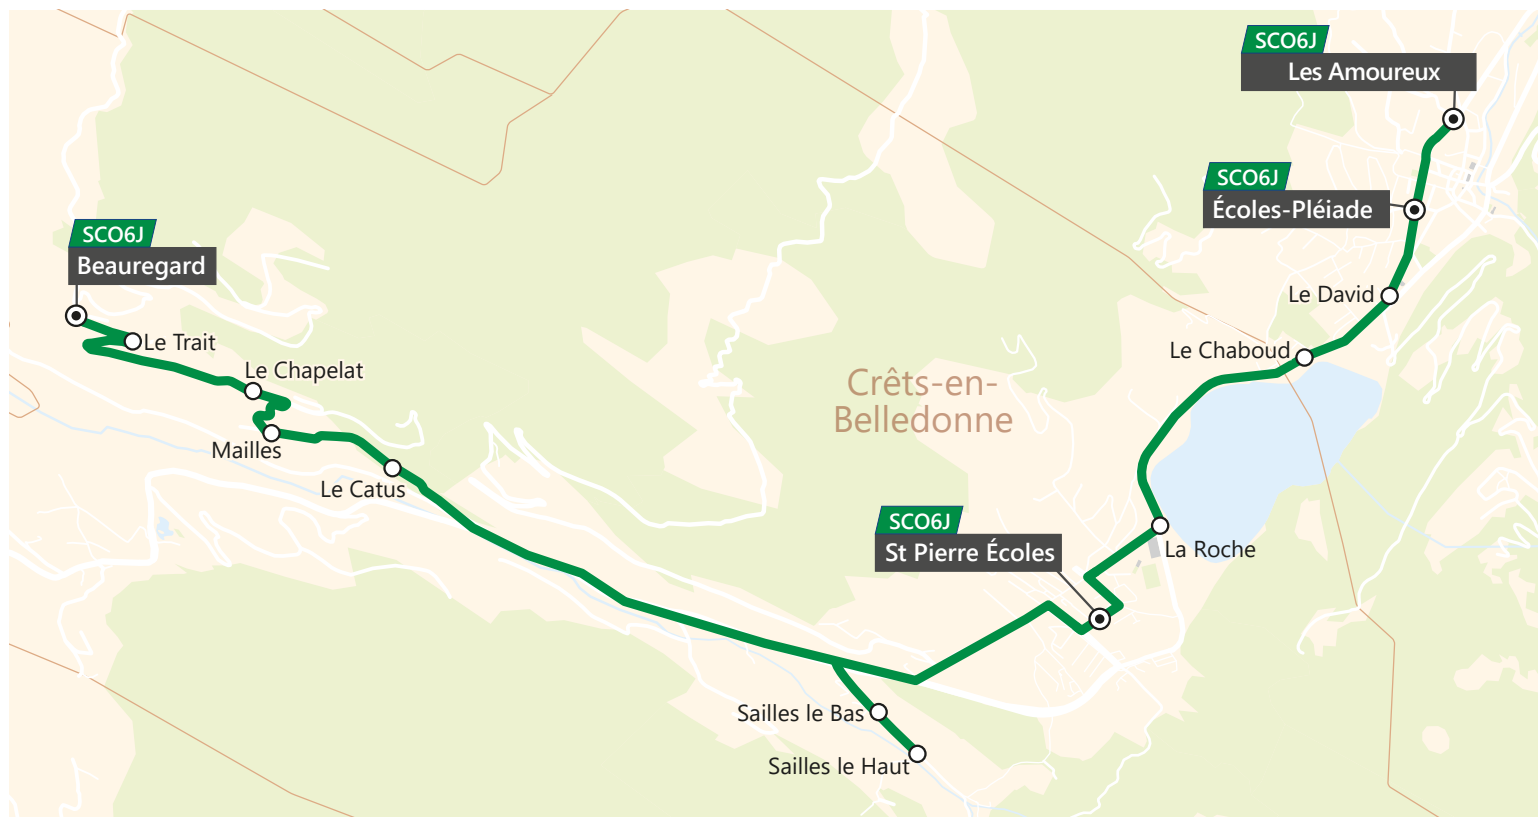 SCO6J
Les Amoureux
SCO6J
Écoles-Pléiade
SCO6J
Beauregard
Le David
Le Trait
Le Chaboud
Le Chapelat
Crêts-en-
Belledonne
Mailles
Le Catus
SCO6J
St Pierre Écoles
La Roche
Sailles le Bas
Sailles le Haut